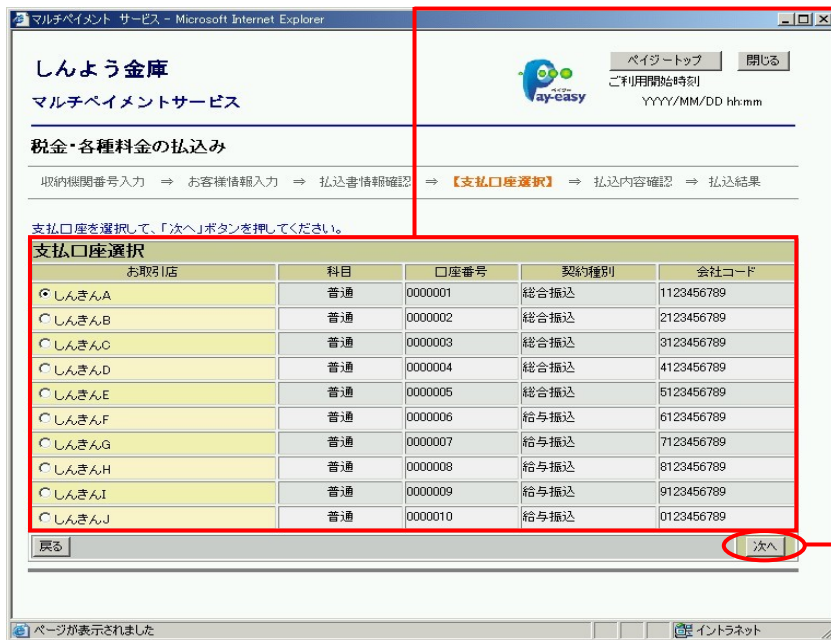 マルチペイメント サービス - Microsoft Internet Explorer
しんよう金庫
マルチペイメントサービス
ペイジー
Pay-easy
ペイジートップ 閉じる
ご利用開始時刻
YYYY/MM/DD hh:mm
税金・各種料金の払込み
収納機関番号入力 ⇒ お客様情報入力 ⇒ 払込書情報確認 ⇒ 【支払口座選択】 ⇒ 払込内容確認 ⇒ 払込結果
支払口座を選択して、「次へ」ボタンを押してください。
支払口座選択
お取引店 科目 口座番号 契約種別 会社コード
しんきんA 普通 0000001 総合振込 1123456789
しんきんB 普通 0000002 総合振込 2123456789
しんきんC 普通 0000003 総合振込 3123456789
しんきんD 普通 0000004 総合振込 4123456789
しんきんE 普通 0000005 総合振込 5123456789
しんきんF 普通 0000006 給与振込 6123456789
しんきんG 普通 0000007 給与振込 7123456789
しんきんH 普通 0000008 給与振込 8123456789
しんきんI 普通 0000009 給与振込 9123456789
しんきんJ 普通 0000010 給与振込 0123456789
戻る 次へ
ページが表示されました イントラネット